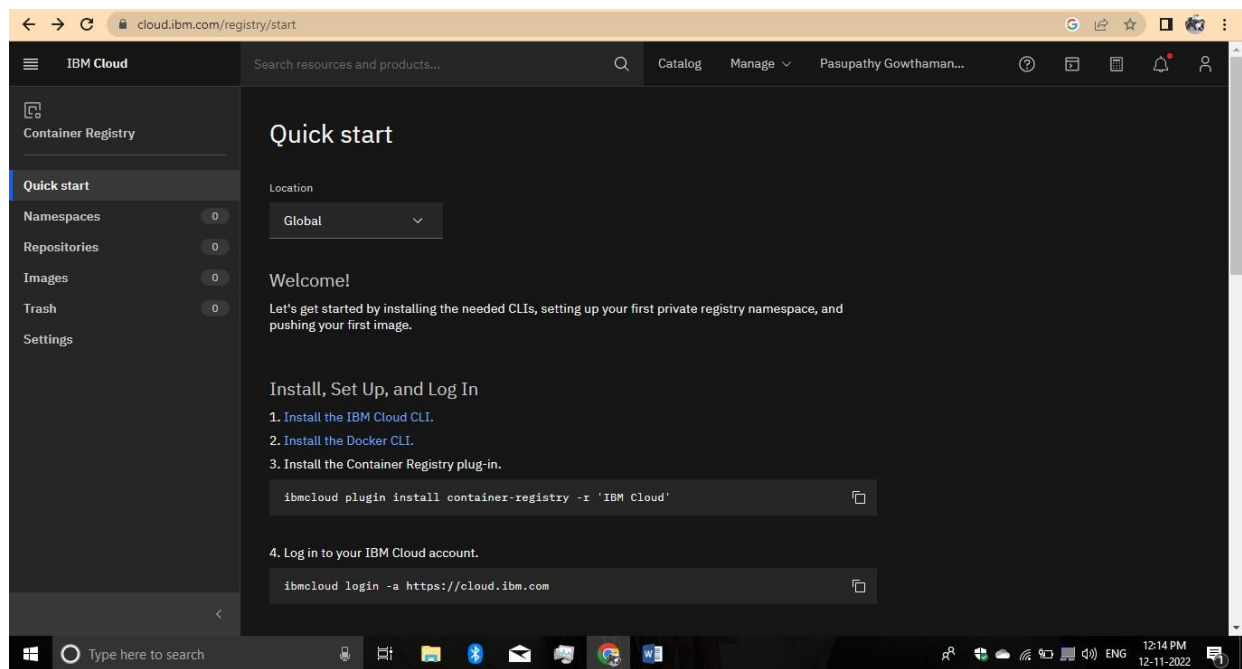 cloud.ibm.com/registry/start
IBM Cloud
Search resources and products...
Catalog
Manage
Pasupathy Gowthaman...
Container Registry
Quick start
Namespaces 0
Repositories 0
Images 0
Trash 0
Settings
Quick start
Location
Global
Welcome!
Let's get started by installing the needed CLIs, setting up your first private registry namespace, and
pushing your first image.
Install, Set Up, and Log In
1. Install the IBM Cloud CLI.
2. Install the Docker CLI.
3. Install the Container Registry plug-in.
ibmcloud plugin install container-registry -r 'IBM Cloud'
4. Log in to your IBM Cloud account.
ibmcloud login -a https://cloud.ibm.com
Type here to search
ENG
12:14 PM
12-11-2022
1